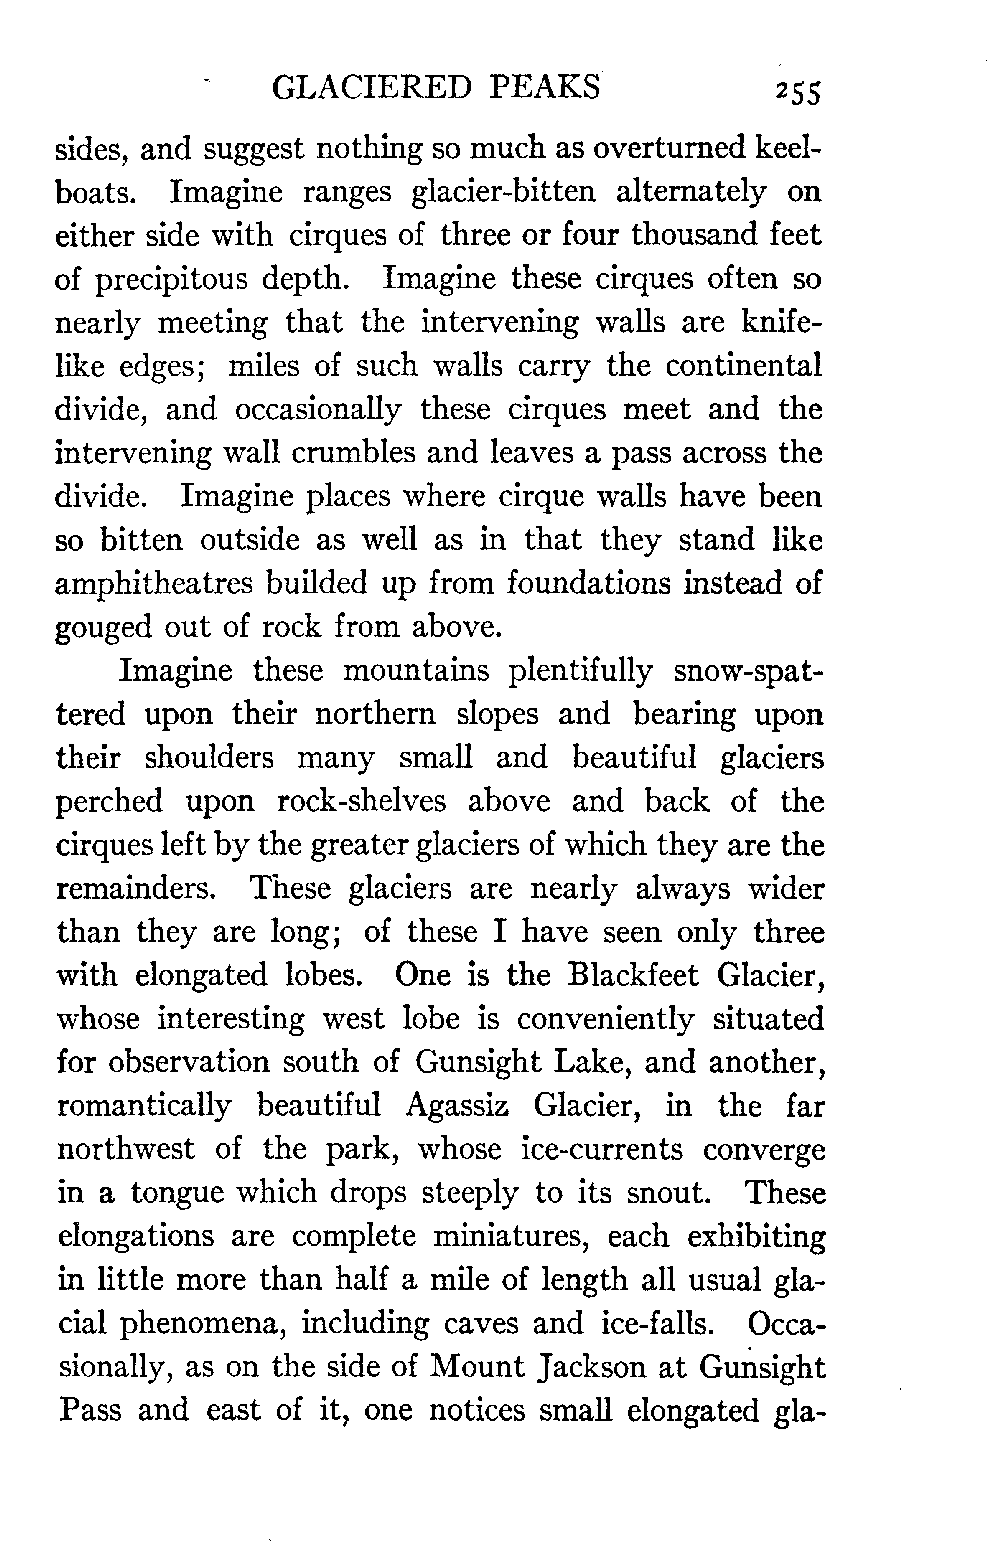 GLACIERED PEAKS 255
sides, and suggest nothing so much as overturned keel-
boats. Imagine ranges glacier-bitten alternately on
either side with cirques of three or four thousand feet
of precipitous depth. Imagine these cirques often so
nearly meeting that the intervening walls are knife-
like edges; miles of such walls carry the continental
divide, and occasionally these cirques meet and the
intervening wall crumbles and leaves a pass across the
divide. Imagine places where cirque walls have been
so bitten outside as well as in that they stand like
amphitheatres builded up from foundations instead of
gouged out of rock from above.
Imagine these mountains plentifully snow-spat-
tered upon their northern slopes and bearing upon
their shoulders many small and beautiful glaciers
perched upon rock-shelves above and back of the
cirques left by the greater glaciers of which they are the
remainders. These glaciers are nearly always wider
than they are long; of these I have seen only three
with elongated lobes. One is the Blackfeet Glacier,
whose interesting west lobe is conveniently situated
for observation south of Gunsight Lake, and another,
romantically beautiful Agassiz Glacier, in the far
northwest of the park, whose ice-currents converge
in a tongue which drops steeply to its snout. These
elongations are complete miniatures, each exhibiting
in little more than half a mile of length all usual gla-
cial phenomena, including caves and ice-falls. Occa-
sionally, as on the side of Mount Jackson at Gunsight
Pass and east of it, one notices small elongated gla-